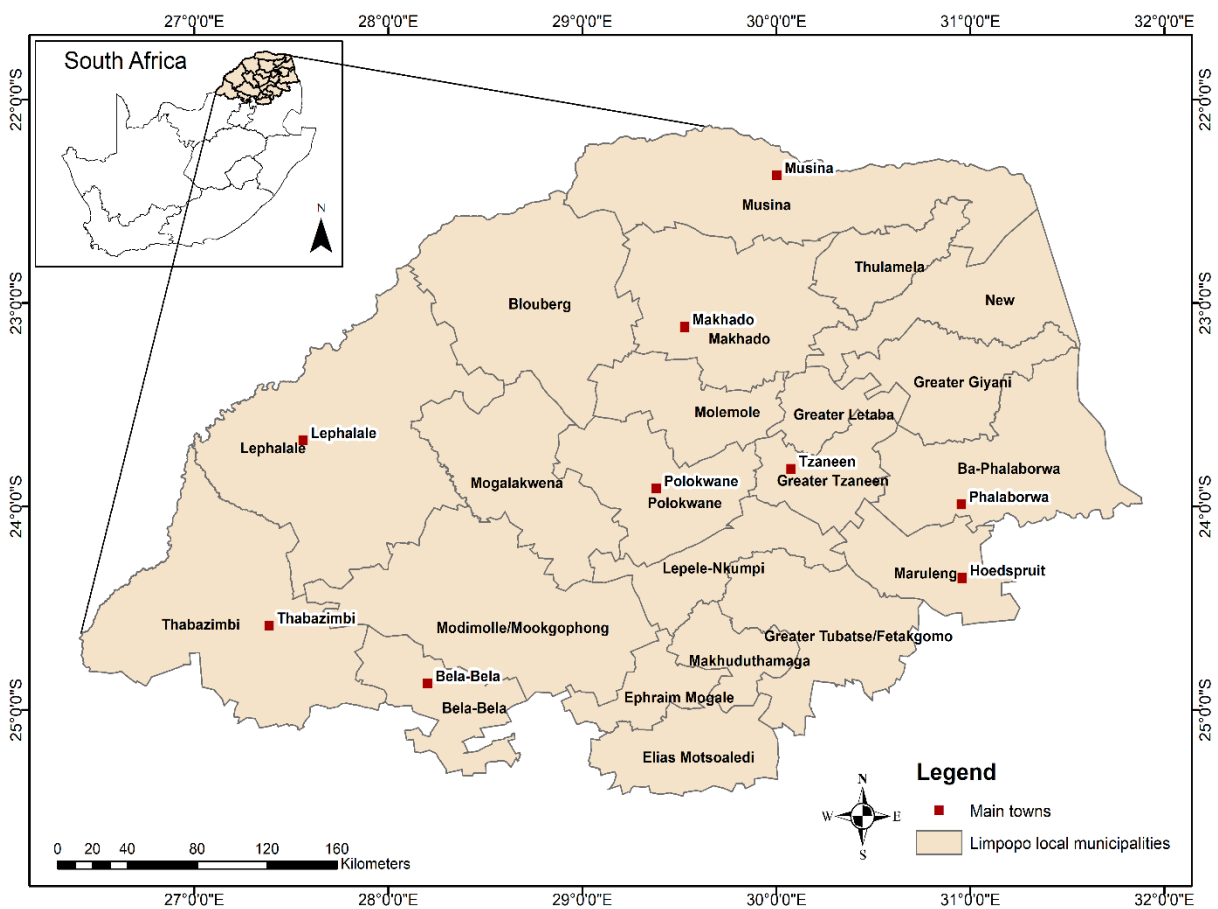 27°0'0"E 28°0'0"E 29°0'0"E 30°0'0"E 31°0'0"E 32°0'0"E
South Africa
N
22°0'0"S
22°0'0"S
Musina
Musina
Thulamela
Blouberg
New
23°0'0"S
23°0'0"S
Makhado
Makhado
Greater Giyani
Molemole
Greater Letaba
Lephalale
Lephalale
Tzaneen
Ba-Phalaborwa
Mogalakwena
Polokwane
Greater Tzaneen
Polokwane
Phalaborwa
24°0'0"S
24°0'0"S
Lepele-Nkumpi
Maruleng
Hoedspruit
Thabazimbi
Thabazimbi
Modimolle/Mookgophong
Greater Tubatse/Fetakgomo
Makhuduthamaga
Bela-Bela
Ephraim Mogale
Bela-Bela
25°0'0"S
25°0'0"S
Elias Motsoaledi
Legend
Main towns
Limpopo local municipalities
N
W E
S
0 20 40 80 120 160
Kilometers
27°0'0"E 28°0'0"E 29°0'0"E 30°0'0"E 31°0'0"E 32°0'0"E